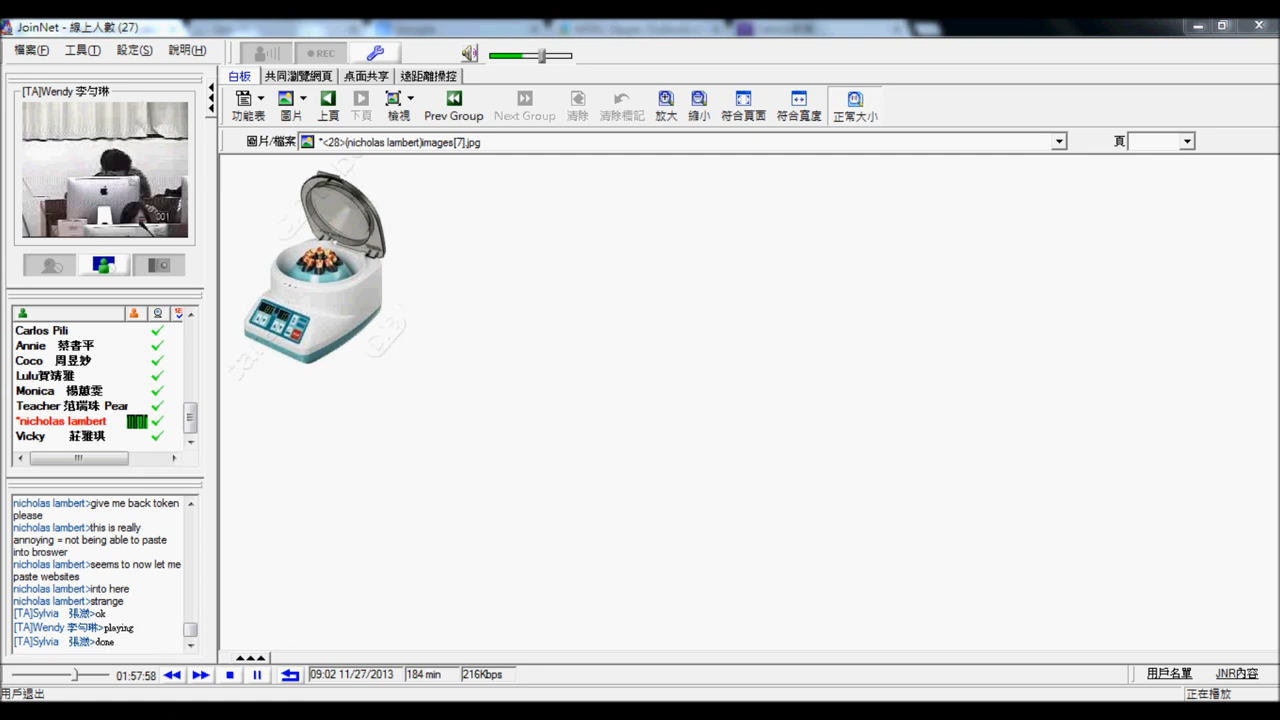 JoinNet - 線上人數 (27)
檔案(F) 工具(T) 設定(S) 說明(H)
REC
[TA]Wendy 李勻琳
白板 共同瀏覽網頁 桌面共享 遠距離操控
功能表 圖片 上頁 下頁 檢視 Prev Group Next Group 清除 清除標記 放大 縮小 符合頁面 符合寬度 正常大小
圖片/檔案 *<28>(nicholas lambert)images[7].jpg 頁
001
Carlos Pili
Annie 蔡書平
Coco 周昱妙
Lulu賀靖雅
Monica 楊蕙雯
Teacher 范瑞珠 Pear
*nicholas lambert
Vicky 莊雅琪
nicholas lambert>give me back token
please
nicholas lambert>this is really
annoying = not being able to paste
into broswer
nicholas lambert>seems to now let me
paste websites
nicholas lambert>into here
nicholas lambert>strange
[TA]Sylvia 張 >ok
[TA]Wendy 李勻琳>playing
[TA]Sylvia 張 >done
01:57:58 09:02 11/27/2013 184 min 216Kbps 用戶名單 JNR內容
用戶退出 正在播放